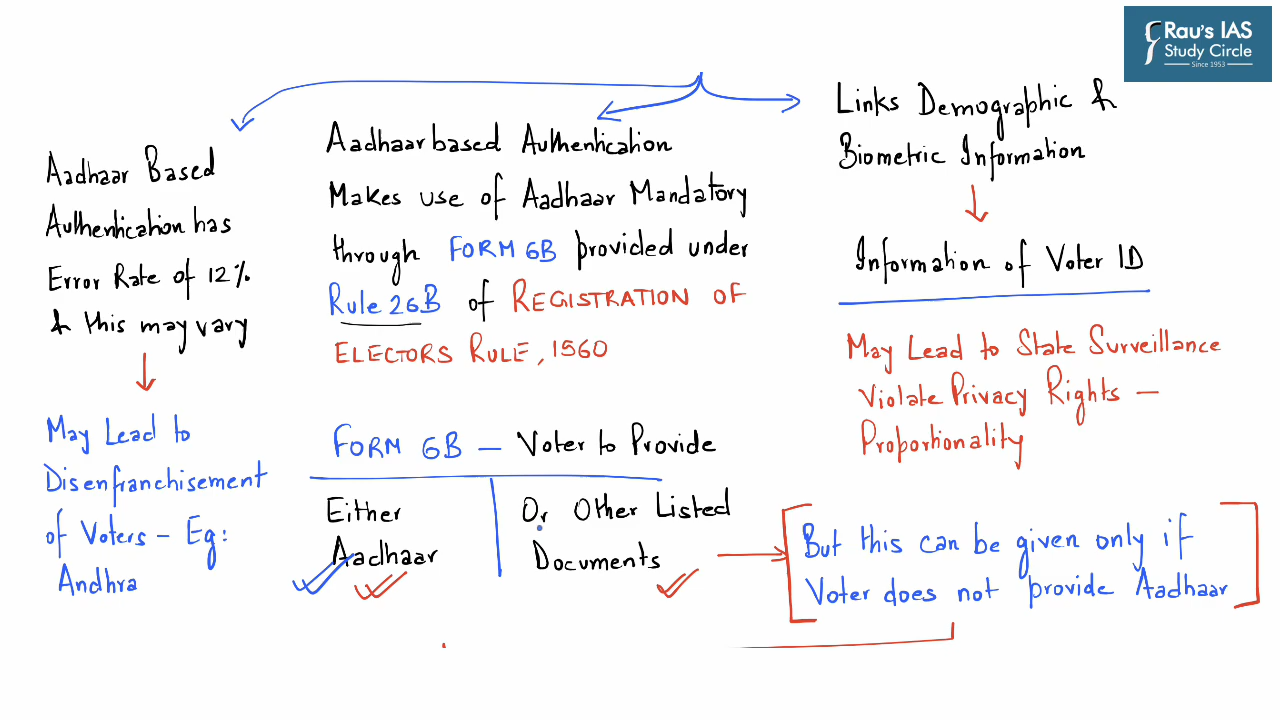 Rau's IAS
Study Circle
Since 1953
Aadhaar Based
Authentication has
Error Rate of 12%
& this may vary
May Lead to
Disenfranchisement
of Voters – Eg:
Andhra
Aadhaar based Authentication
Makes use of Aadhaar Mandatory
through FORM 6B provided under
Rule 26B of REGISTRATION OF
ELECTORS RULE, 1960
FORM 6B – Voter to Provide
Either
Aadhaar
Or Other Listed
Documents
Links Demographic &
Biometric Information
Information of Voter ID
May Lead to State Surveillance
Violate Privacy Rights –
Proportionality
But this can be given only if
Voter does not provide Aadhaar